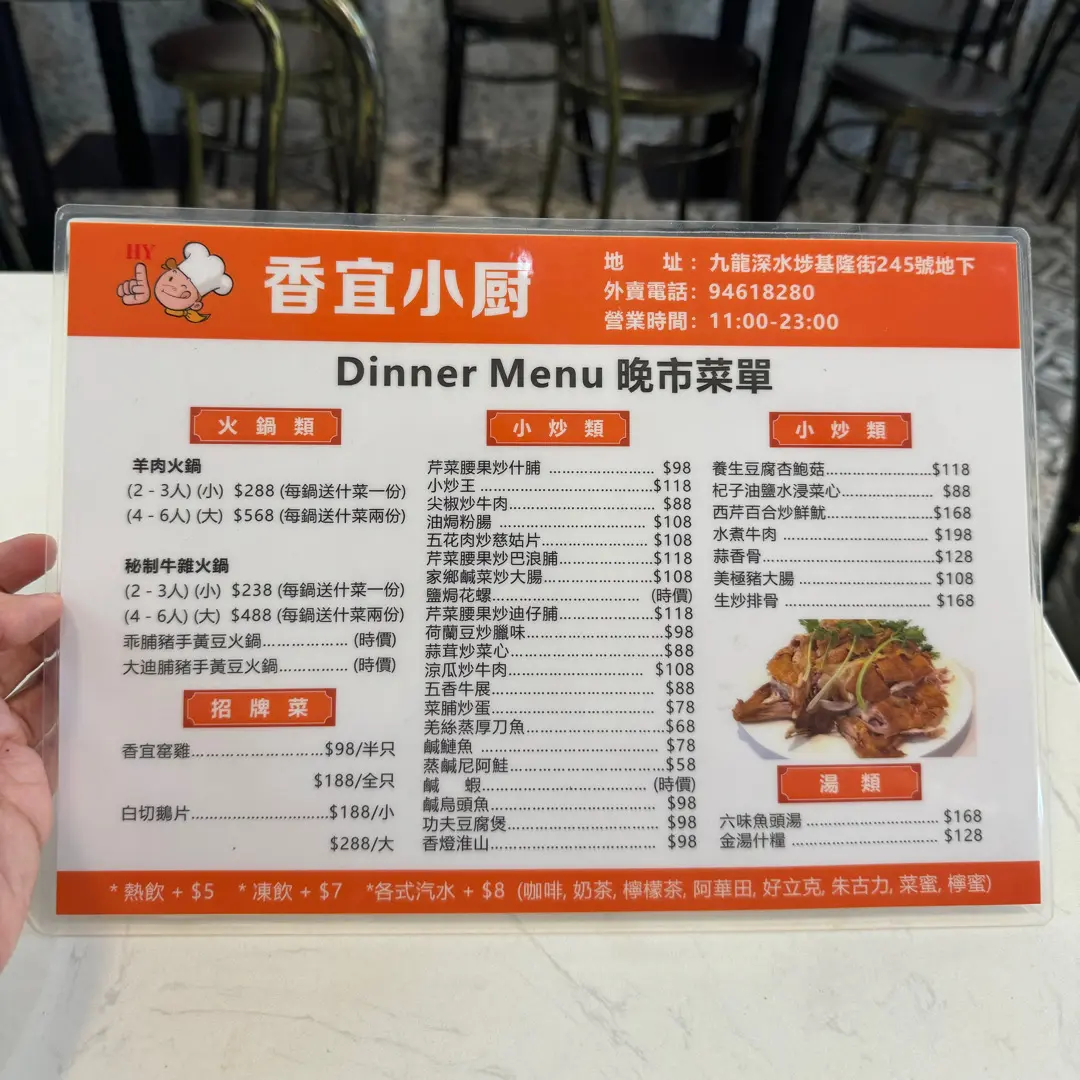 HY
香宜小厨
地 址：九龍深水埗基隆街245號地下
外賣電話：94618280
營業時間：11:00-23:00
Dinner Menu 晚市菜單
火鍋類
羊肉火鍋
(2 - 3人) (小) $288 (每鍋送什菜一份)
(4 - 6人) (大) $568 (每鍋送什菜兩份)
秘制牛雜火鍋
(2 - 3人) (小) $238 (每鍋送什菜一份)
(4 - 6人) (大) $488 (每鍋送什菜兩份)
乖脯豬手黃豆火鍋.................. (時價)
大迪脯豬手黃豆火鍋.............. (時價)
招牌菜
香宜窑雞...........................$98/半只
$188/全只
白切鵝片............................$188/小
$288/大
小炒類
芹菜腰果炒什脯 ...................... $98
小炒王 ...................................$118
尖椒炒牛肉.............................. $88
油焗粉腸 .............................. $108
五花肉炒慈姑片...................... $108
芹菜腰果炒巴浪脯...................$118
家鄉鹹菜炒大腸...................... $108
鹽焗花螺.............................. (時價)
芹菜腰果炒迪仔脯...................$118
荷蘭豆炒臘味............................$98
蒜茸炒菜心...............................$88
涼瓜炒牛肉........................... $108
五香牛展 ................................. $88
菜脯炒蛋................................. $78
羌絲蒸厚刀魚............................$68
鹹鰱魚 .................................... $78
蒸鹹尼阿鮭...............................$58
鹹 蝦................................. (時價)
鹹烏頭魚................................. $98
功夫豆腐煲.............................. $98
香燈淮山................................. $98
小炒類
養生豆腐杏鮑菇......................$118
杞子油鹽水浸菜心................... $88
西芹百合炒鮮魷......................$168
水煮牛肉 .............................. $198
蒜香骨...................................$128
美極豬大腸 ........................... $108
生炒排骨 .............................. $168
湯類
六味魚頭湯 ........................... $168
金湯什糧 .............................. $128
* 熱飲 + $5 * 凍飲 + $7 *各式汽水 + $8 (咖啡, 奶茶, 檸檬茶, 阿華田, 好立克, 朱古力, 菜蜜, 檸蜜)